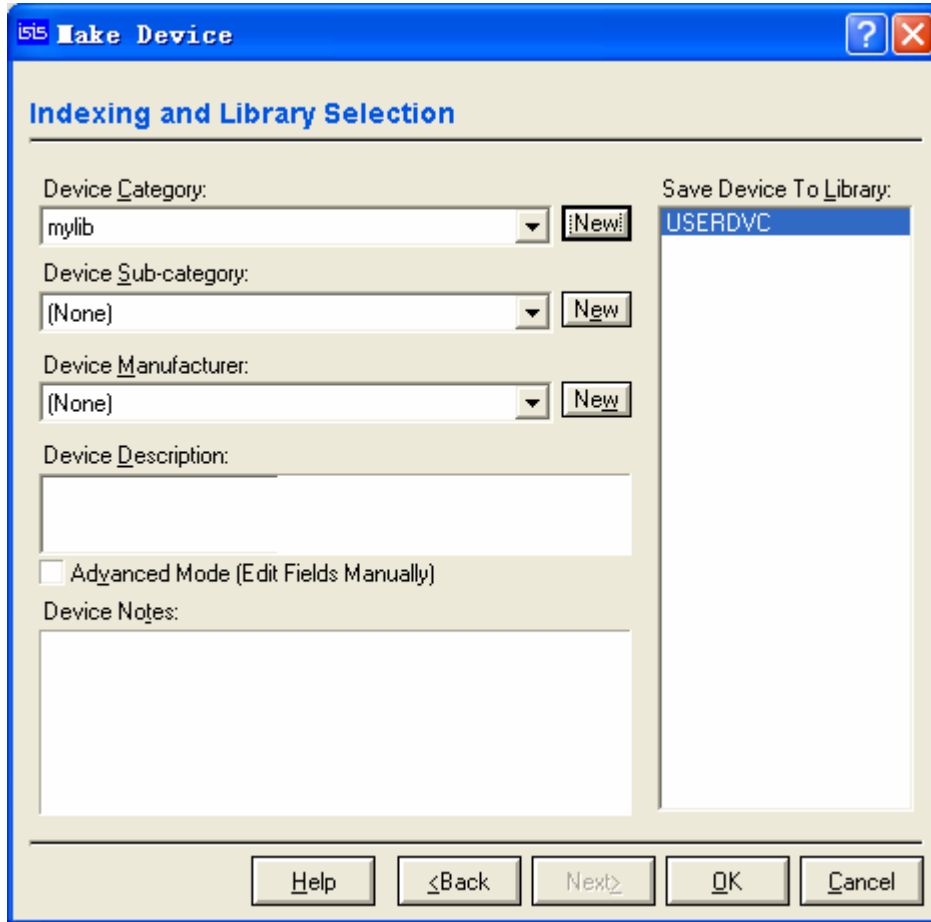 isis Make Device
Indexing and Library Selection
Device Category:
mylib
New
Device Sub-category:
(None)
New
Device Manufacturer:
(None)
New
Device Description:
Advanced Mode (Edit Fields Manually)
Device Notes:
Save Device To Library:
USERDVC
Help
<Back
Next>
OK
Cancel